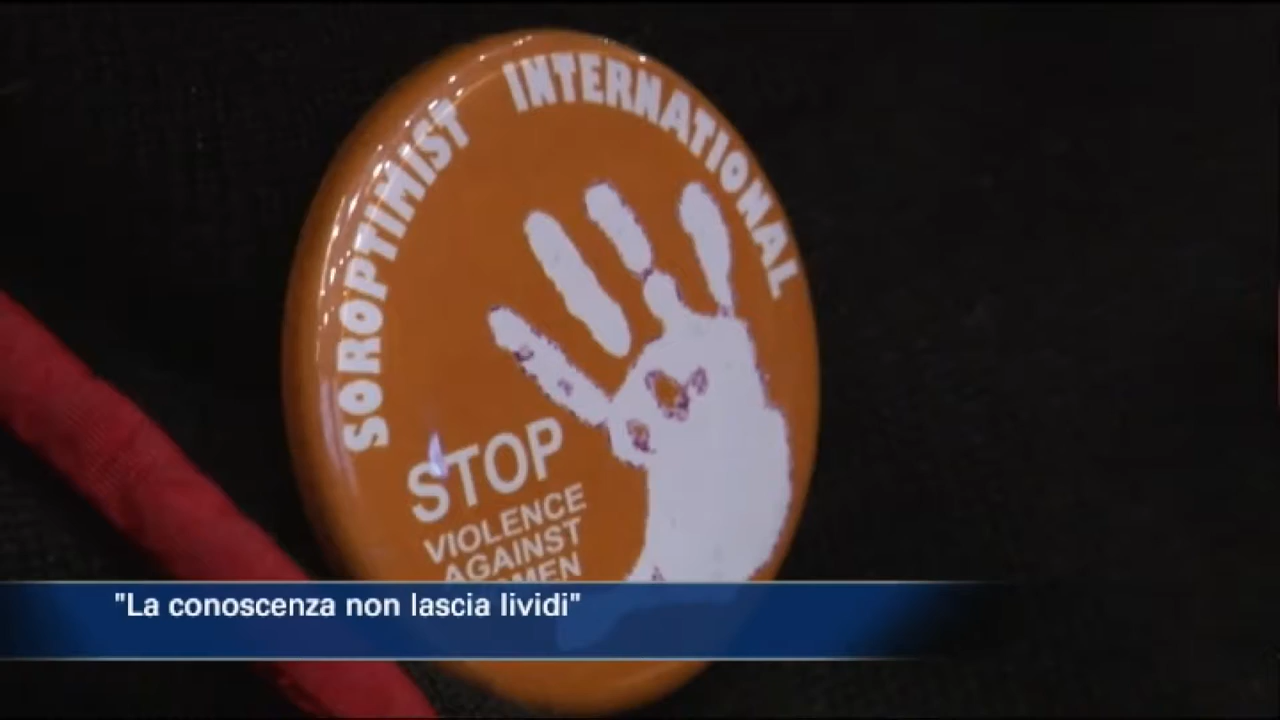 SOROPTIMIST INTERNATIONAL
STOP
VIOLENCE
AGAINST
"La conoscenza non lascia lividi"